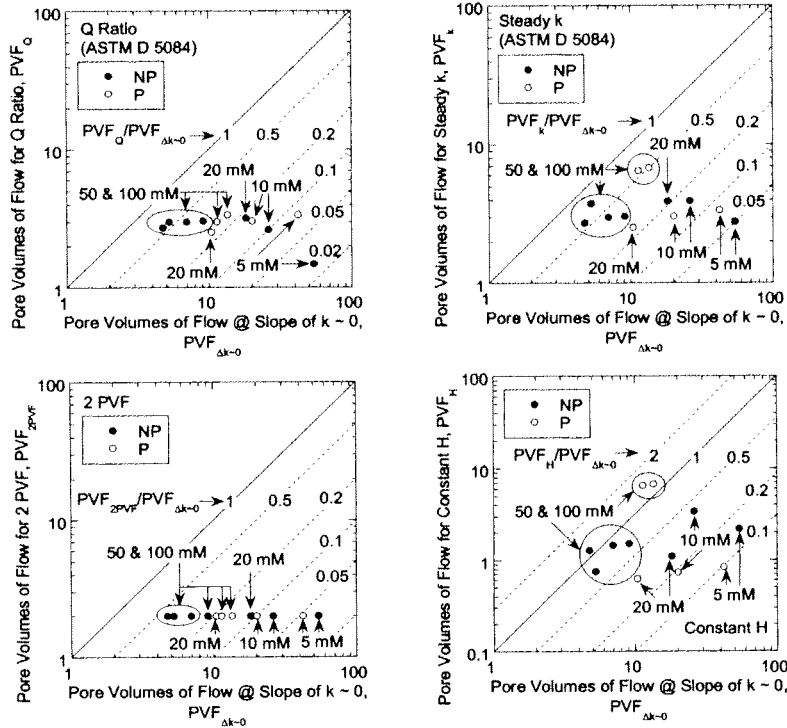 Q Ratio
(ASTM D 5084)
NP
P
PVF_Q/PVF_Δk~0
1
0.5
0.2
0.1
0.05
0.02
20 mM
10 mM
50 & 100 mM
20 mM
5 mM
100
10
1
1
10
100
Pore Volumes of Flow for Q Ratio, PVF_Q
Pore Volumes of Flow @ Slope of k ~ 0,
PVF_Δk~0
Steady k
(ASTM D 5084)
NP
P
PVF_k/PVF_Δk~0
1
0.5
0.2
0.1
0.05
20 mM
50 & 100 mM
20 mM
10 mM
5 mM
100
10
1
1
10
100
Pore Volumes of Flow for Steady k, PVF_k
Pore Volumes of Flow @ Slope of k ~ 0,
PVF_Δk~0
2 PVF
NP
P
PVF_2PVF/PVF_Δk~0
1
0.5
0.2
0.1
0.05
50 & 100 mM
20 mM
20 mM
10 mM
5 mM
100
10
1
1
10
100
Pore Volumes of Flow for 2 PVF, PVF_2PVF
Pore Volumes of Flow @ Slope of k ~ 0,
PVF_Δk~0
NP
P
PVF_H/PVF_Δk~0
2
1
0.5
0.2
0.1
50 & 100 mM
10 mM
20 mM
5 mM
Constant H
100
10
1
0.1
1
10
100
Pore Volumes of Flow for Constant H, PVF_H
Pore Volumes of Flow @ Slope of k ~ 0,
PVF_Δk~0